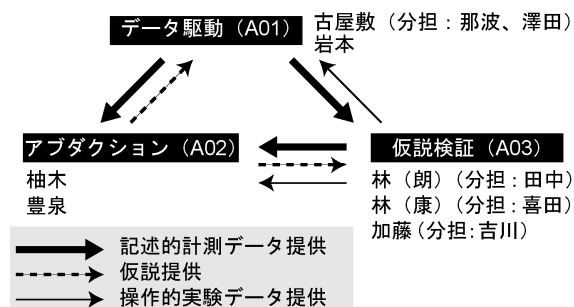 データ駆動（A01）
古屋敷（分担：那波、澤田）
岩本
アブダクション（A02）
柚木
豊泉
仮説検証（A03）
林（朗）（分担：田中）
林（康）（分担：喜田）
加藤（分担：吉川）
記述的計測データ提供
仮説提供
操作的実験データ提供